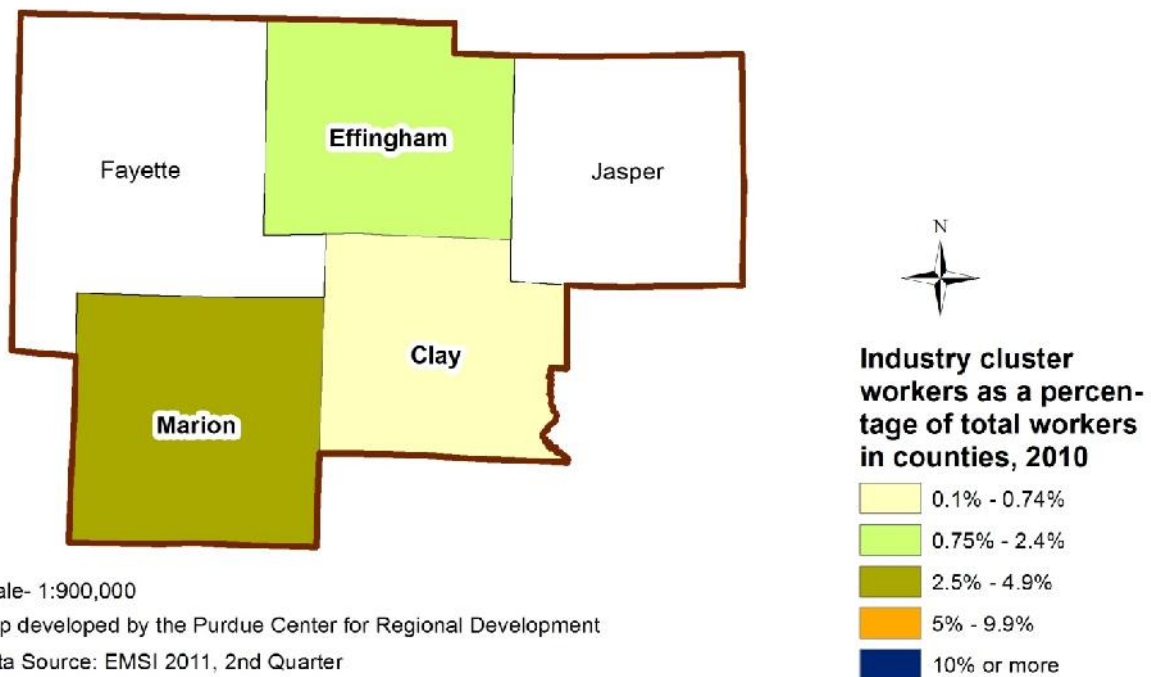 Effingham
Fayette
Jasper
Clay
Marion
N
Industry cluster
workers as a percen-
tage of total workers
in counties, 2010
0.1% - 0.74%
0.75% - 2.4%
2.5% - 4.9%
5% - 9.9%
10% or more
ale- 1:900,000
p developed by the Purdue Center for Regional Development
ta Source: EMSI 2011, 2nd Quarter